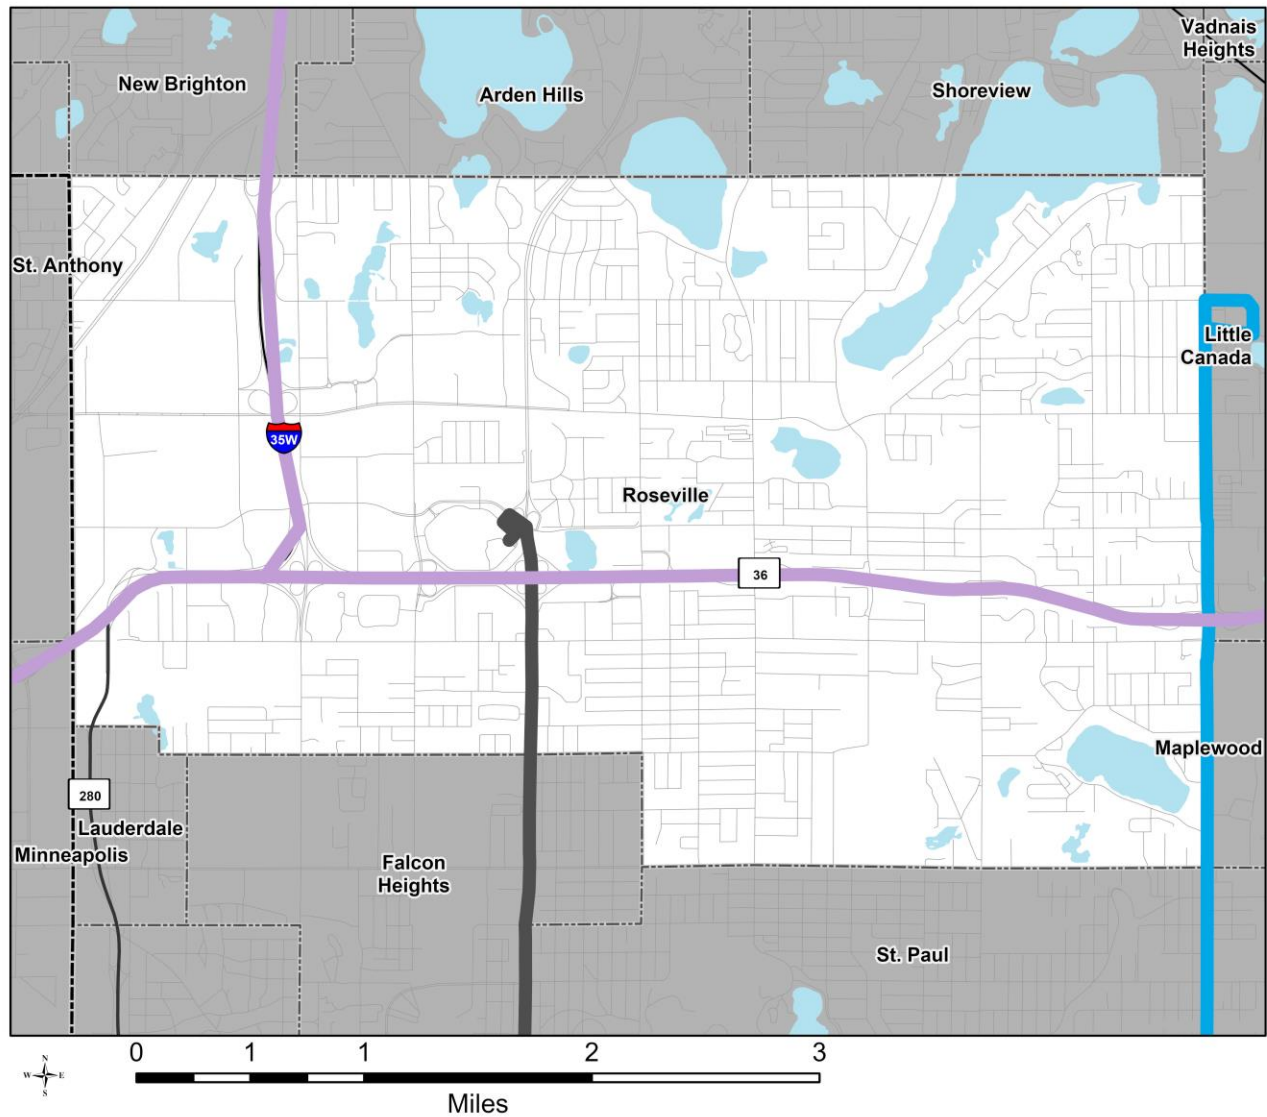 Vadnais
Heights
New Brighton
Arden Hills
Shoreview
St. Anthony
Little
Canada
35W
Roseville
36
Maplewood
280
Lauderdale
Minneapolis
Falcon
Heights
St. Paul
0 1 1 2 3
N
W E
S
Miles